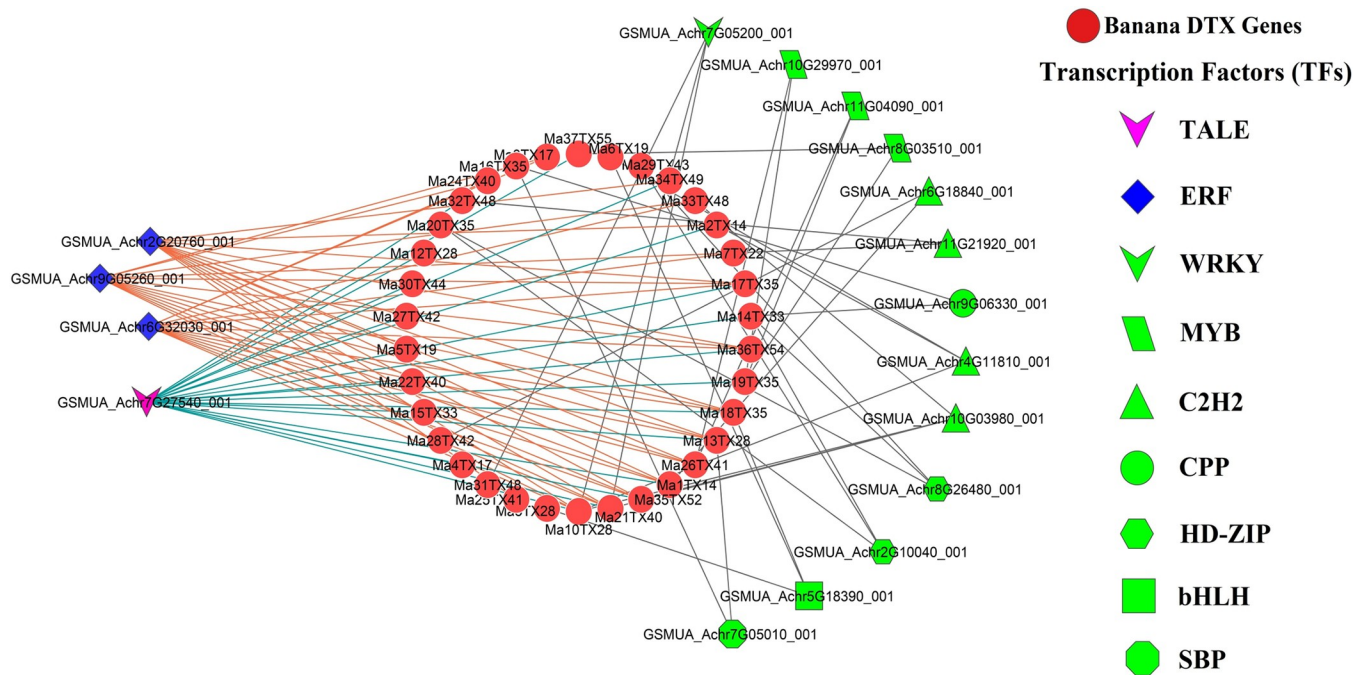 GSMUA_Achr7G05200_001
GSMUA_Achr10G29970_001
GSMUA_Achr11G04090_001
GSMUA_Achr8G03510_001
GSMUA_Achr6G18840_001
GSMUA_Achr11G21920_001
GSMUA_Achr9G06330_001
GSMUA_Achr4G11810_001
GSMUA_Achr10G03980_001
GSMUA_Achr8G26480_001
GSMUA_Achr2G10040_001
GSMUA_Achr5G18390_001
GSMUA_Achr7G05010_001
GSMUA_Achr2G20760_001
GSMUA_Achr9G05260_001
GSMUA_Achr6G32030_001
GSMUA_Achr7G27540_001
Ma37TX55
Ma6TX19
Ma29TX43
Ma34TX49
Ma33TX48
Ma2TX14
Ma7TX22
Ma17TX35
Ma14TX33
Ma36TX54
Ma19TX35
Ma18TX35
Ma13TX28
Ma26TX41
Ma1TX14
Ma35TX52
Ma21TX40
Ma10TX28
Ma25TX41
Ma31TX48
Ma4TX17
Ma28TX42
Ma15TX33
Ma22TX40
Ma5TX19
Ma27TX42
Ma30TX44
Ma12TX28
Ma20TX35
Ma32TX48
Ma24TX40
Ma16TX35
Banana DTX Genes
Transcription Factors (TFs)
TALE
ERF
WRKY
MYB
C2H2
CPP
HD-ZIP
bHLH
SBP